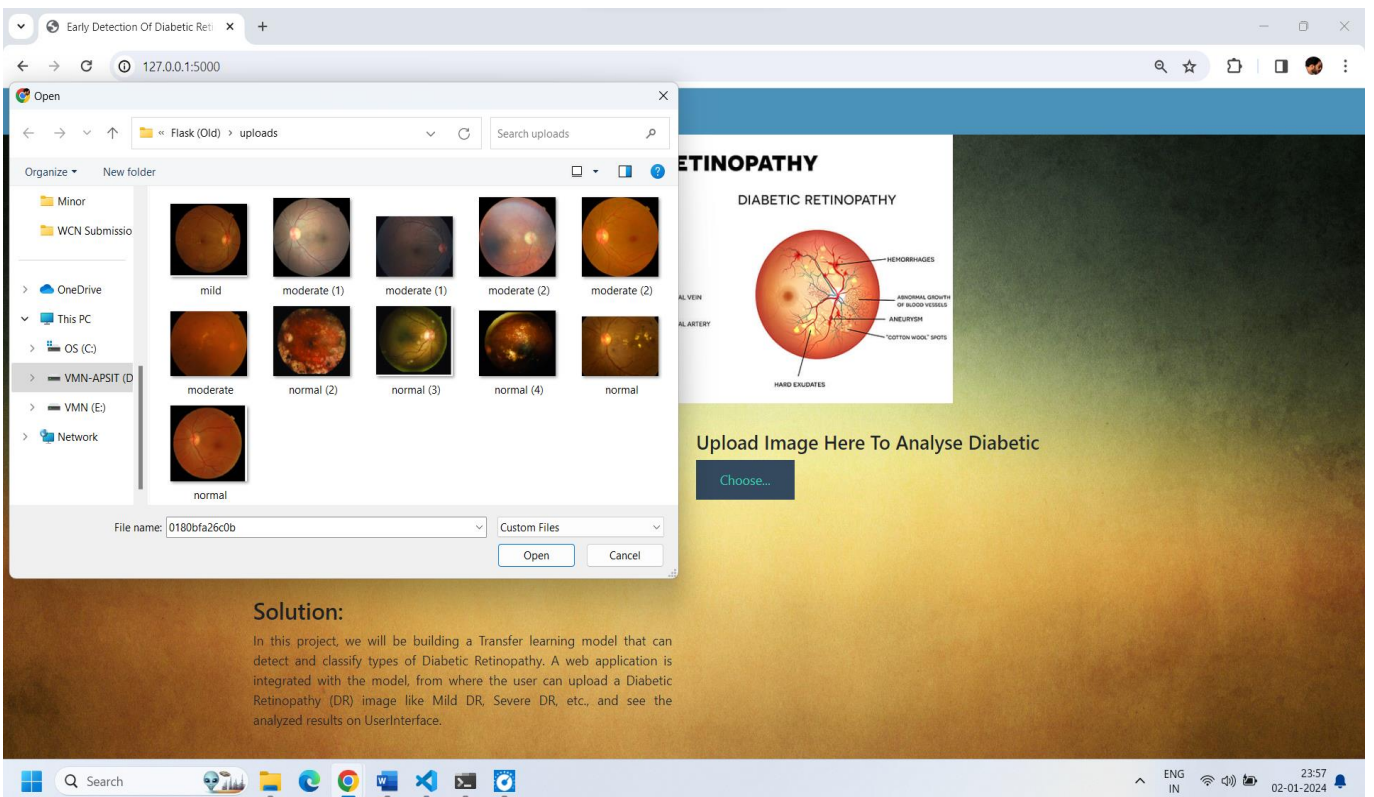 Early Detection Of Diabetic Reti
127.0.0.1:5000
Open
« Flask (Old) > uploads
Search uploads
Organize
New folder
Minor
WCN Submissio
OneDrive
This PC
OS (C:)
VMN-APSIT (D
VMN (E:)
Network
mild
moderate (1)
moderate (1)
moderate (2)
moderate (2)
moderate
normal (2)
normal (3)
normal (4)
normal
normal
File name:
0180bfa26c0b
Custom Files
Open
Cancel
ETINOPATHY
DIABETIC RETINOPATHY
HEMORRHAGES
AL VEIN
ABNORMAL GROWTH
OF BLOOD VESSELS
AL ARTERY
ANEURYSM
"COTTON WOOL" SPOTS
HARD EXUDATES
Upload Image Here To Analyse Diabetic
Choose...
Solution:
In this project, we will be building a Transfer learning model that can
detect and classify types of Diabetic Retinopathy. A web application is
integrated with the model, from where the user can upload a Diabetic
Retinopathy (DR) image like Mild DR, Severe DR, etc., and see the
analyzed results on UserInterface.
Search
ENG
IN
23:57
02-01-2024